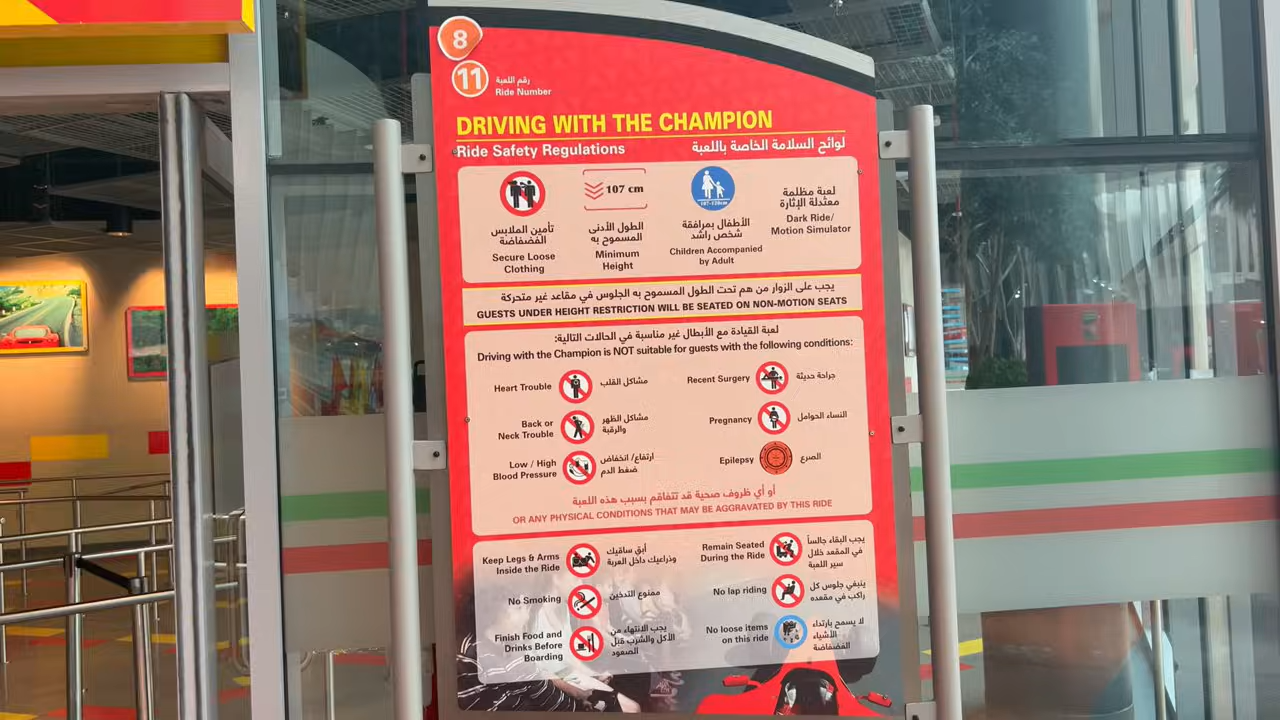 8
11
رقم اللعبة
Ride Number
DRIVING WITH THE CHAMPION
Ride Safety Regulations
لوائح السلامة الخاصة باللعبة
تأمين الملابس
الفضفاضة
Secure Loose
Clothing
107 cm
الطول الأدنى
المسموح به
Minimum
Height
107-120cm
الأطفال بمرافقة
شخص راشد
Children Accompanied
by Adult
لعبة مظلمة
معتدلة الإثارة
Dark Ride/
Motion Simulator
يجب على الزوار من هم تحت الطول المسموح به الجلوس في مقاعد غير متحركة
GUESTS UNDER HEIGHT RESTRICTION WILL BE SEATED ON NON-MOTION SEATS
لعبة القيادة مع الأبطال غير مناسبة في الحالات التالية:
Driving with the Champion is NOT suitable for guests with the following conditions:
Heart Trouble
مشاكل القلب
Recent Surgery
جراحة حديثة
Back or
Neck Trouble
مشاكل الظهر
والرقبة
Pregnancy
النساء الحوامل
Low / High
Blood Pressure
ارتفاع/ انخفاض
ضغط الدم
Epilepsy
الصرع
أو أي ظروف صحية قد تتفاقم بسبب هذه اللعبة
OR ANY PHYSICAL CONDITIONS THAT MAY BE AGGRAVATED BY THIS RIDE
Keep Legs & Arms
Inside the Ride
أبق ساقيك
وذراعيك داخل العربة
Remain Seated
During the Ride
يجب البقاء جالساً
في المقعد خلال
سير اللعبة
No Smoking
ممنوع التدخين
No lap riding
ينبغي جلوس كل
راكب في مقعده
Finish Food and
Drinks Before
Boarding
يجب الانتهاء من
الأكل والشرب قبل
الصعود
No loose items
on this ride
لا يسمح بارتداء
الأشياء
الفضفاضة